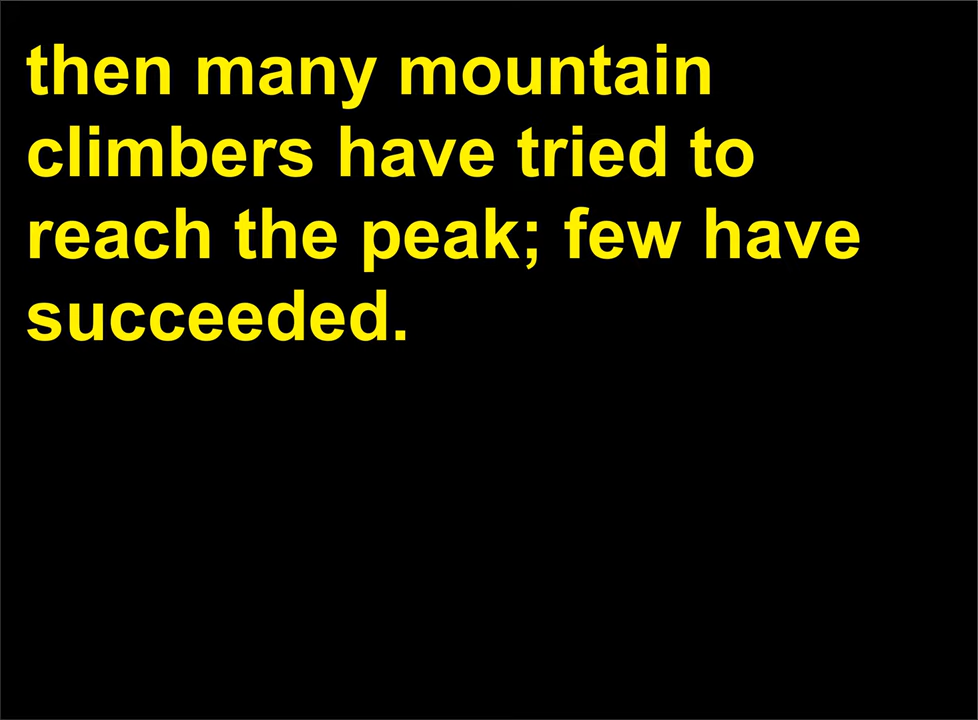 then many mountain
climbers have tried to
reach the peak; few have
succeeded.